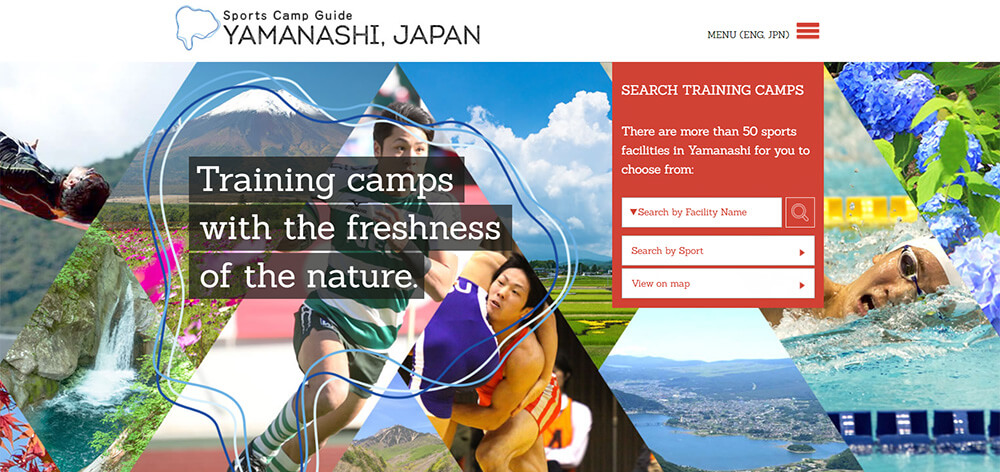 Sports Camp Guide
YAMANASHI, JAPAN
MENU (ENG, JPN)
Training camps
with the freshness
of the nature.
SEARCH TRAINING CAMPS
There are more than 50 sports
facilities in Yamanashi for you to
choose from:
▼Search by Facility Name
Search by Sport
View on map